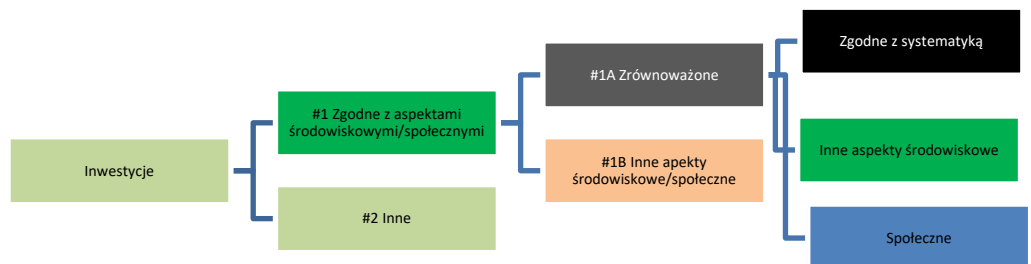 Inwestycje
#1 Zgodne z aspektami
środowiskowymi/społecznymi
#2 Inne
#1A Zrównoważone
#1B Inne apekty
środowiskowe/społeczne
Zgodne z systematyką
Inne aspekty środowiskowe
Społeczne